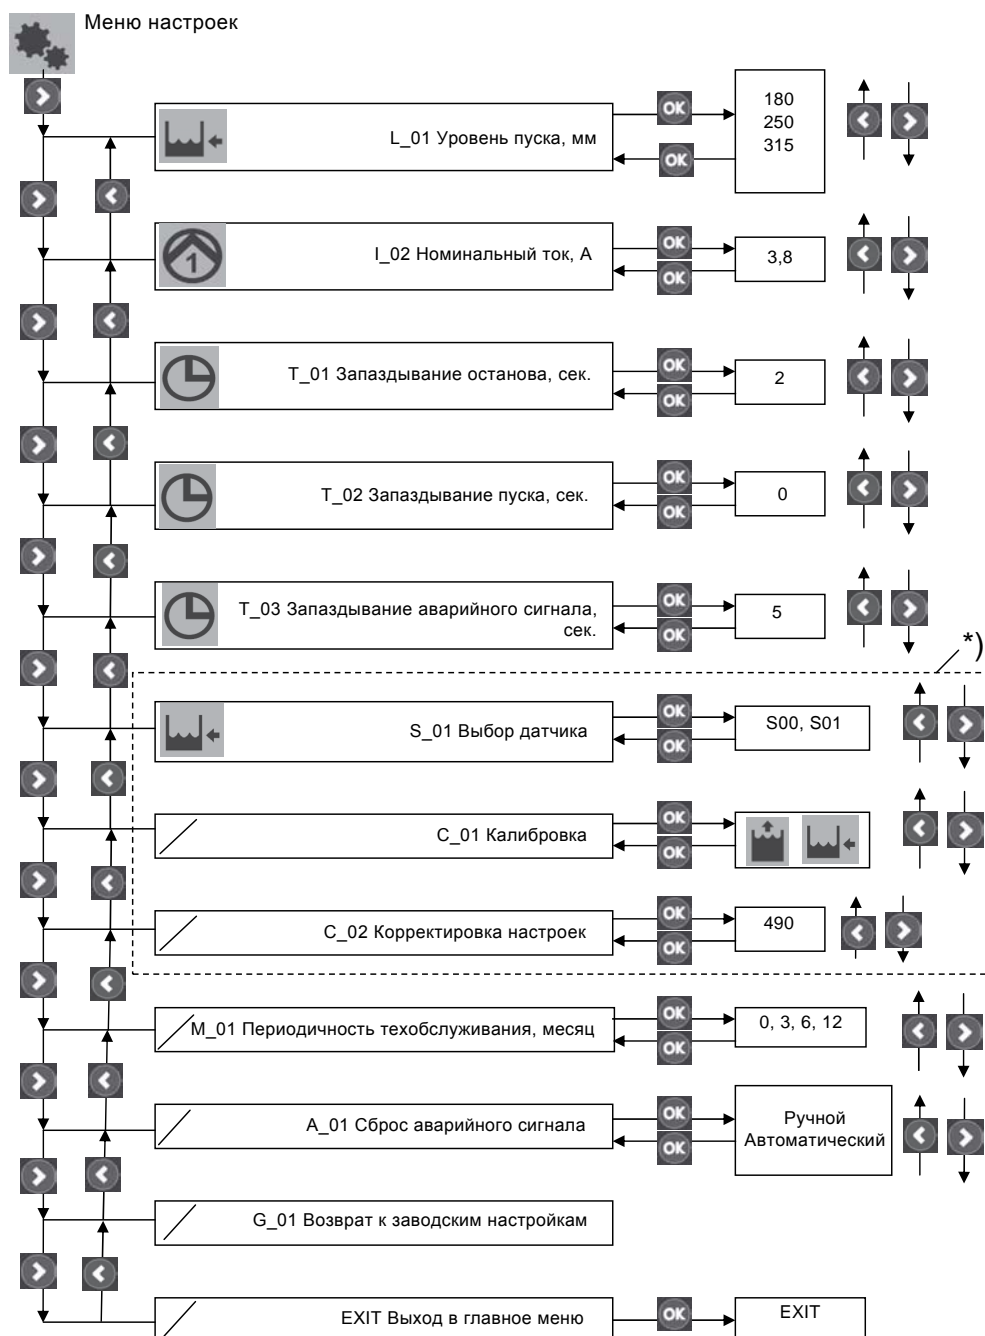 Меню настроек
L_01 Уровень пуска, мм
OK
OK
180
250
315
1
I_02 Номинальный ток, А
OK
OK
3,8
T_01 Запаздывание останова, сек.
OK
OK
2
T_02 Запаздывание пуска, сек.
OK
OK
0
T_03 Запаздывание аварийного сигнала,
сек.
OK
OK
5
*)
S_01 Выбор датчика
OK
OK
S00, S01
C_01 Калибровка
OK
OK
C_02 Корректировка настроек
OK
OK
490
M_01 Периодичность техобслуживания, месяц
OK
OK
0, 3, 6, 12
A_01 Сброс аварийного сигнала
OK
OK
Ручной
Автоматический
G_01 Возврат к заводским настройкам
EXIT Выход в главное меню
OK
EXIT